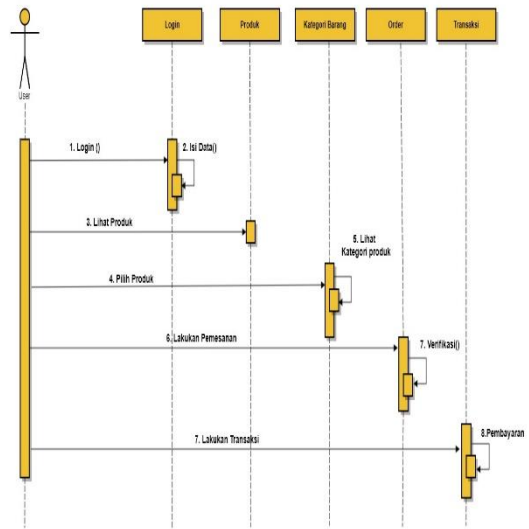 Login
Produk
Kategori Barang
Order
Transaksi
User
1. Login ()
2. Isi Data()
3. Lihat Produk
5. Lihat
Kategori produk
4. Pilih Produk
6. Lakukan Pemesanan
7. Verifikasi()
7. Lakukan Transaksi
8.Pembayaran